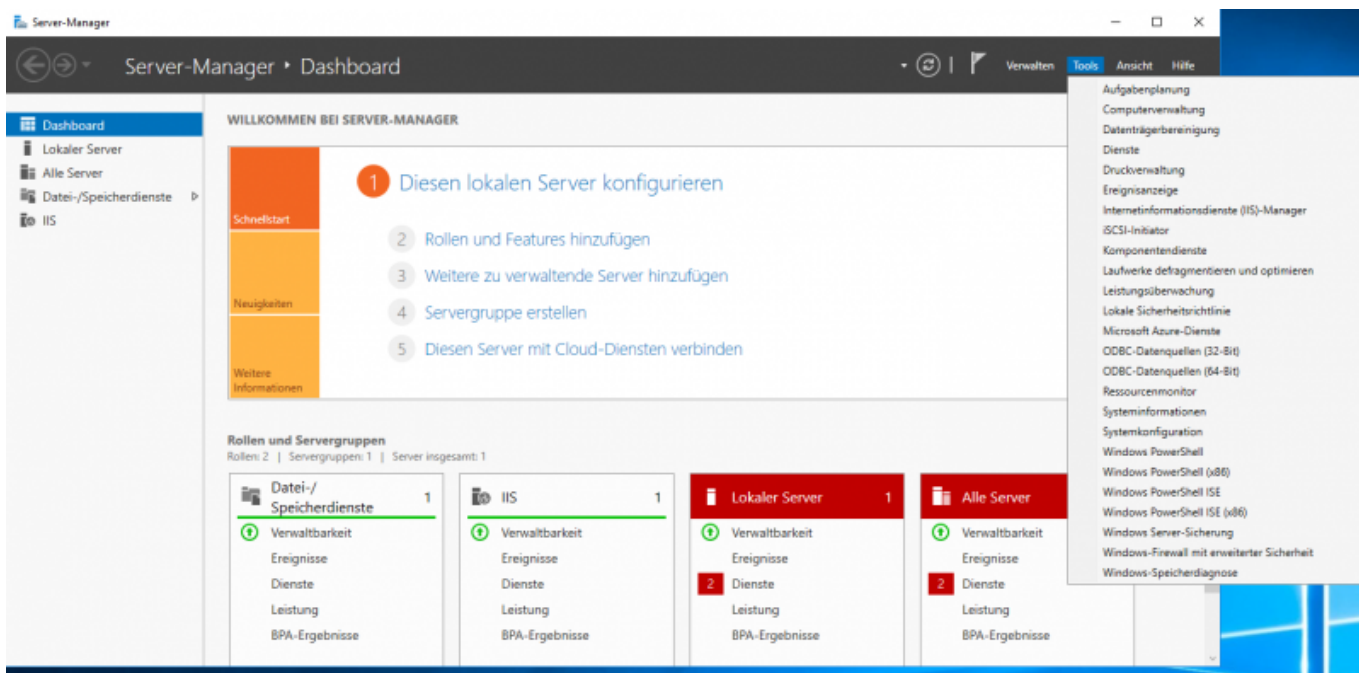 Server-Manager
Server-Manager ‣ Dashboard
Verwalten Tools Ansicht Hilfe
Dashboard
Lokaler Server
Alle Server
Datei-/Speicherdienste
IIS
WILLKOMMEN BEI SERVER-MANAGER
Schnellstart
Neuigkeiten
Weitere
Informationen
1 Diesen lokalen Server konfigurieren
2 Rollen und Features hinzufügen
3 Weitere zu verwaltende Server hinzufügen
4 Servergruppe erstellen
5 Diesen Server mit Cloud-Diensten verbinden
Rollen und Servergruppen
Rollen: 2 | Servergruppen: 1 | Server insgesamt: 1
Datei-/
Speicherdienste 1
Verwaltbarkeit
Ereignisse
Dienste
Leistung
BPA-Ergebnisse
IIS 1
Verwaltbarkeit
Ereignisse
Dienste
Leistung
BPA-Ergebnisse
Lokaler Server 1
Verwaltbarkeit
Ereignisse
2 Dienste
Leistung
BPA-Ergebnisse
Alle Server
Verwaltbarkeit
Ereignisse
2 Dienste
Leistung
BPA-Ergebnisse
Aufgabenplanung
Computerverwaltung
Datenträgerbereinigung
Dienste
Druckverwaltung
Ereignisanzeige
Internetinformationsdienste (IIS)-Manager
iSCSI-Initiator
Komponentendienste
Laufwerke defragmentieren und optimieren
Leistungsüberwachung
Lokale Sicherheitsrichtlinie
Microsoft Azure-Dienste
ODBC-Datenquellen (32-Bit)
ODBC-Datenquellen (64-Bit)
Ressourcenmonitor
Systeminformationen
Systemkonfiguration
Windows PowerShell
Windows PowerShell (x86)
Windows PowerShell ISE
Windows PowerShell ISE (x86)
Windows Server-Sicherung
Windows-Firewall mit erweiterter Sicherheit
Windows-Speicherdiagnose